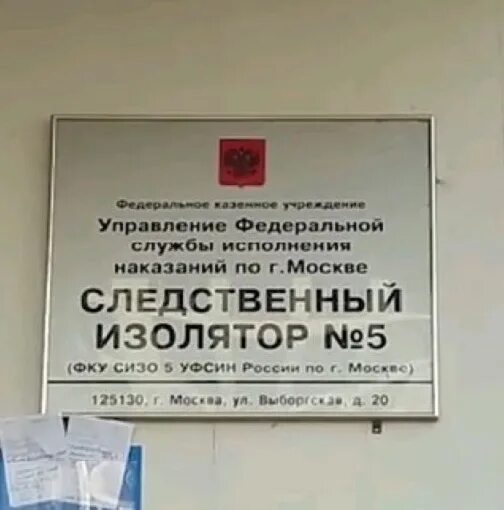 Федеральное казенное учреждение
Управление Федеральной
службы исполнения
наказаний по г.Москве
СЛЕДСТВЕННЫЙ
ИЗОЛЯТОР №5
(ФКУ СИЗО 5 УФСИН России по г. Москве)
125130, г. Москва, ул. Выборгская, д. 20